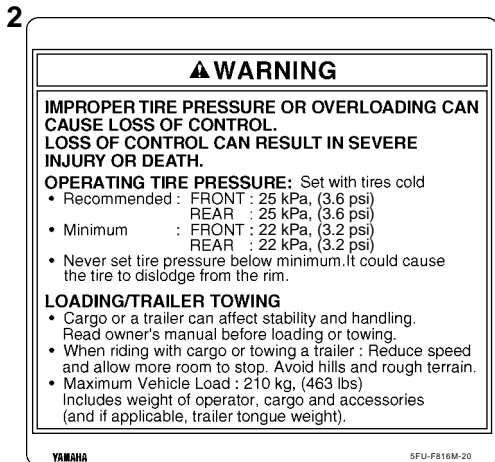 2
⚠WARNING
IMPROPER TIRE PRESSURE OR OVERLOADING CAN
CAUSE LOSS OF CONTROL.
LOSS OF CONTROL CAN RESULT IN SEVERE
INJURY OR DEATH.
OPERATING TIRE PRESSURE: Set with tires cold
• Recommended : FRONT : 25 kPa, (3.6 psi)
REAR : 25 kPa, (3.6 psi)
• Minimum : FRONT : 22 kPa, (3.2 psi)
REAR : 22 kPa, (3.2 psi)
• Never set tire pressure below minimum.It could cause
the tire to dislodge from the rim.
LOADING/TRAILER TOWING
• Cargo or a trailer can affect stability and handling.
Read owner's manual before loading or towing.
• When riding with cargo or towing a trailer : Reduce speed
and allow more room to stop. Avoid hills and rough terrain.
• Maximum Vehicle Load : 210 kg, (463 lbs)
Includes weight of operator, cargo and accessories
(and if applicable, trailer tongue weight).
YAMAHA 5FU-F816M-20